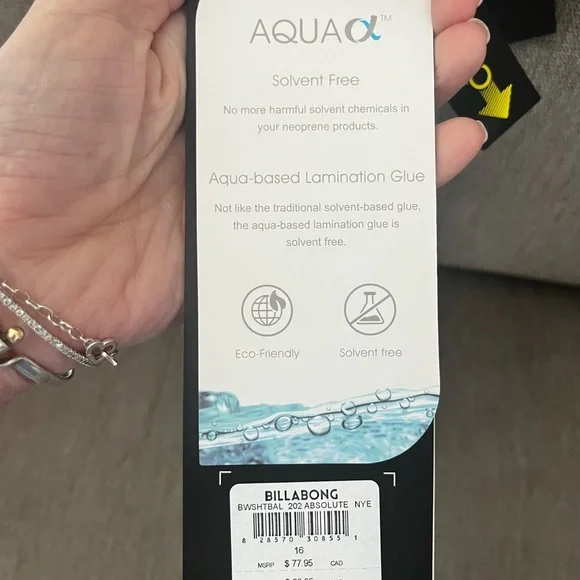 AQUAα™
Solvent Free
No more harmful solvent chemicals in
your neoprene products.
Aqua-based Lamination Glue
Not like the traditional solvent-based glue,
the aqua-based lamination glue is
solvent free.
Eco-Friendly Solvent free
BILLABONG
BWSHTBAL 202 ABSOLUTE NYE
8 28570 30855 1
16
MSRP $ 77.95 CAD